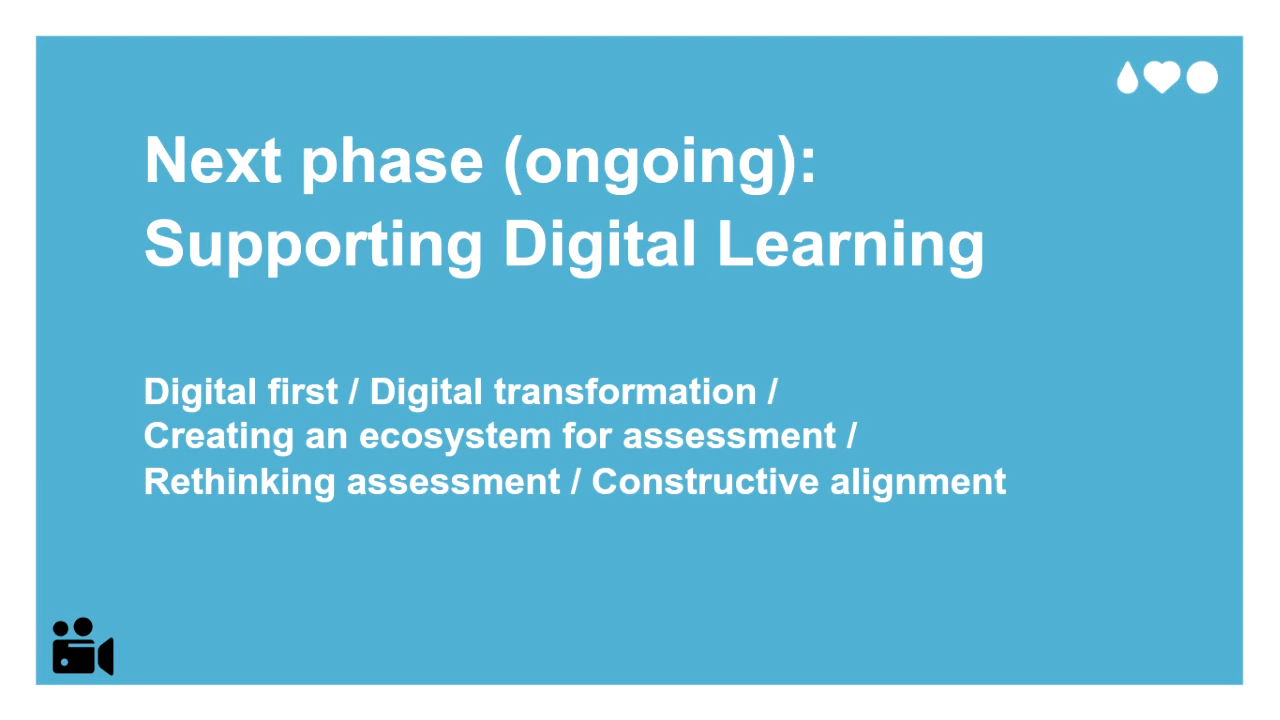 Next phase (ongoing):
Supporting Digital Learning
Digital first / Digital transformation /
Creating an ecosystem for assessment /
Rethinking assessment / Constructive alignment